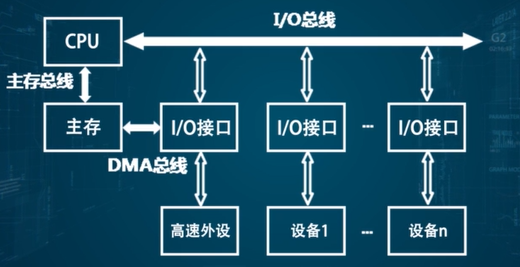 I/O总线
CPU
主存总线
主存
I/O接口
I/O接口
...
I/O接口
DMA总线
高速外设
设备1
...
设备n